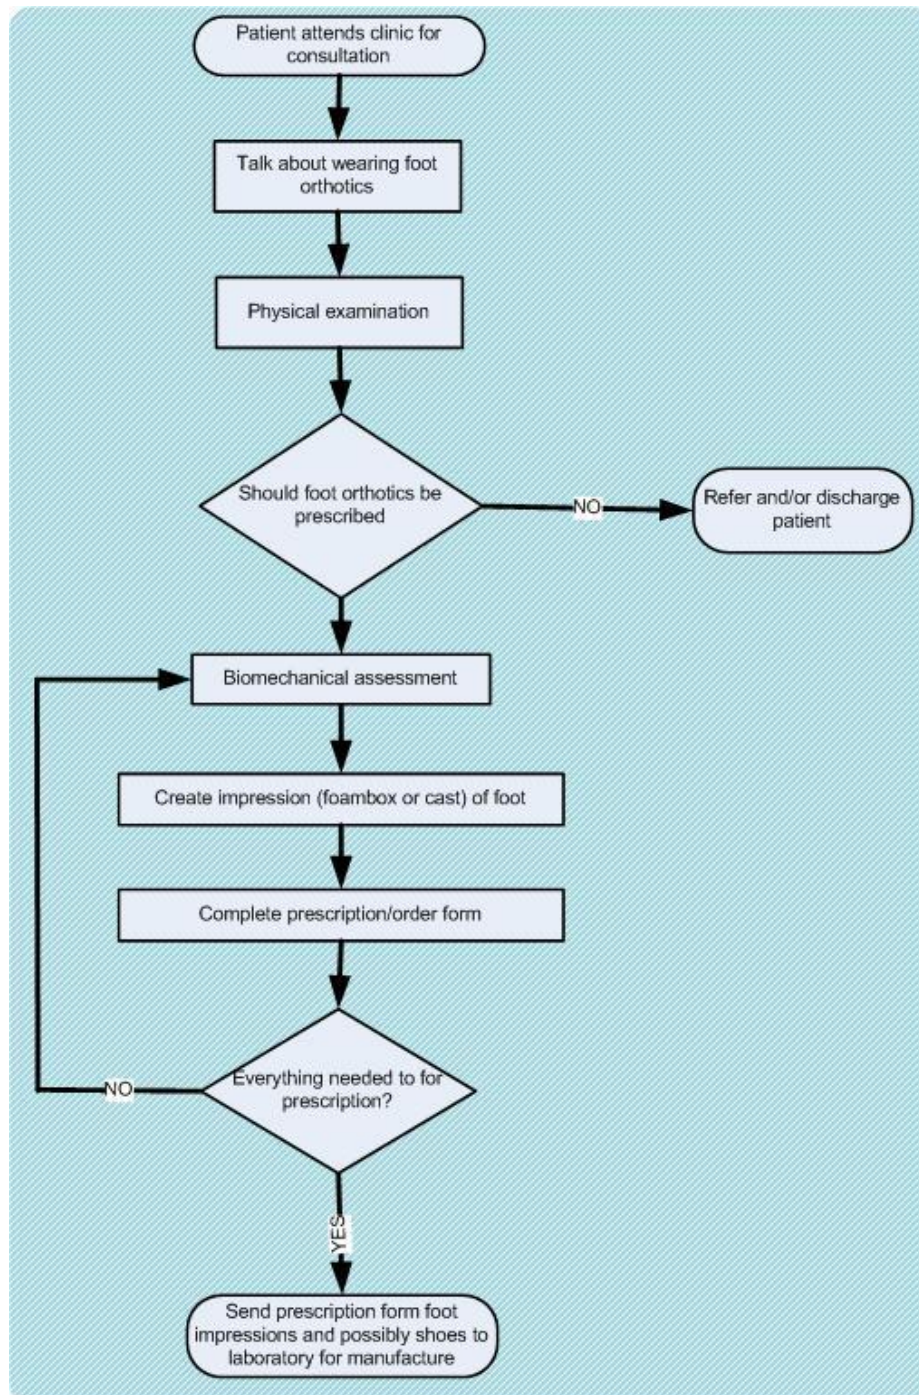 Patient attends clinic for
consultation
Talk about wearing foot
orthotics
Physical examination
Should foot orthotics be
prescribed
NO
Refer and/or discharge
patient
Biomechanical assessment
Create impression (foambox or cast) of foot
Complete prescription/order form
Everything needed to for
prescription?
NO
YES
Send prescription form foot
impressions and possibly shoes to
laboratory for manufacture